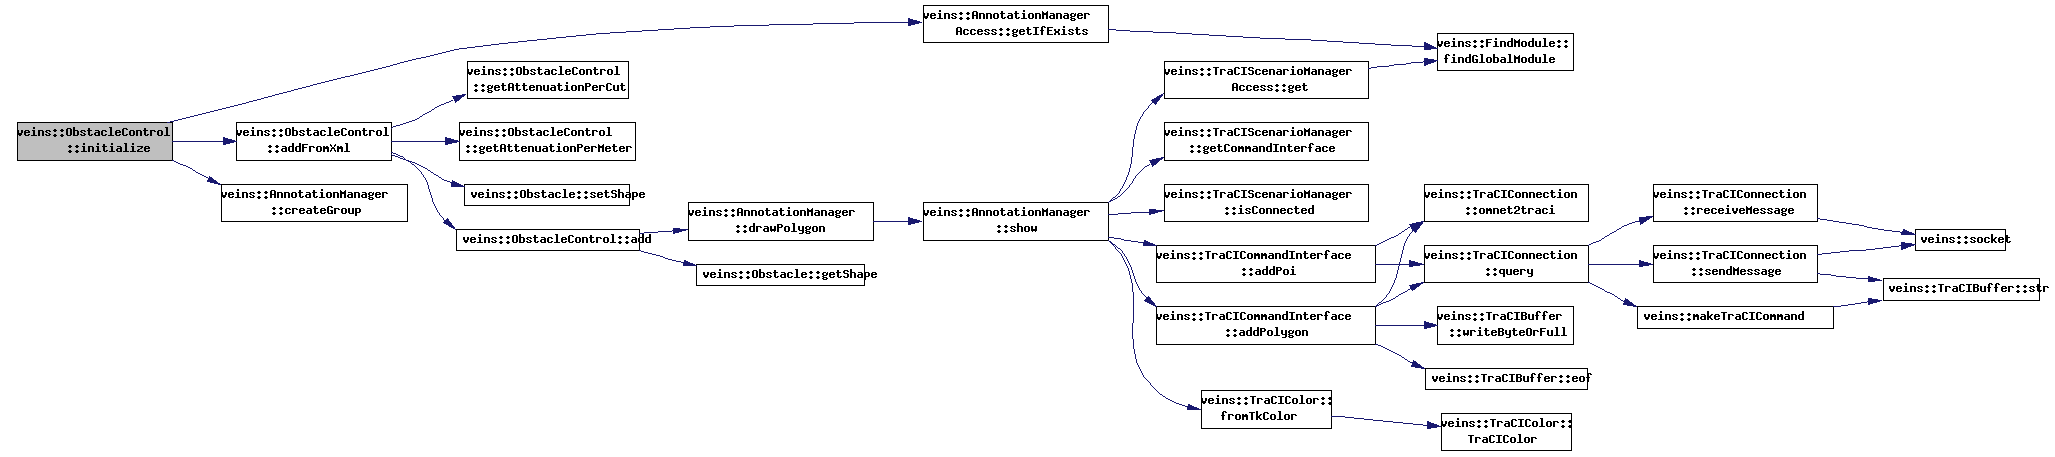 veins::ObstacleControl
::initialize
veins::AnnotationManager
Access::getIfExists
veins::FindModule::
findGlobalModule
veins::ObstacleControl
::addFromXml
veins::ObstacleControl
::getAttenuationPerCut
veins::ObstacleControl
::getAttenuationPerMeter
veins::Obstacle::setShape
veins::ObstacleControl::add
veins::AnnotationManager
::drawPolygon
veins::AnnotationManager
::show
veins::TraCIScenarioManager
Access::get
veins::TraCIScenarioManager
::getCommandInterface
veins::TraCIScenarioManager
::isConnected
veins::TraCICommandInterface
::addPoi
veins::TraCIConnection
::omnet2traci
veins::TraCIConnection
::query
veins::TraCIConnection
::receiveMessage
veins::socket
veins::TraCIConnection
::sendMessage
veins::TraCIBuffer::str
veins::makeTraCICommand
veins::TraCICommandInterface
::addPolygon
veins::TraCIBuffer
::writeByteOrFull
veins::TraCIBuffer::eof
veins::TraCIColor::
fromTkColor
veins::TraCIColor::
TraCIColor
veins::Obstacle::getShape
veins::AnnotationManager
::createGroup